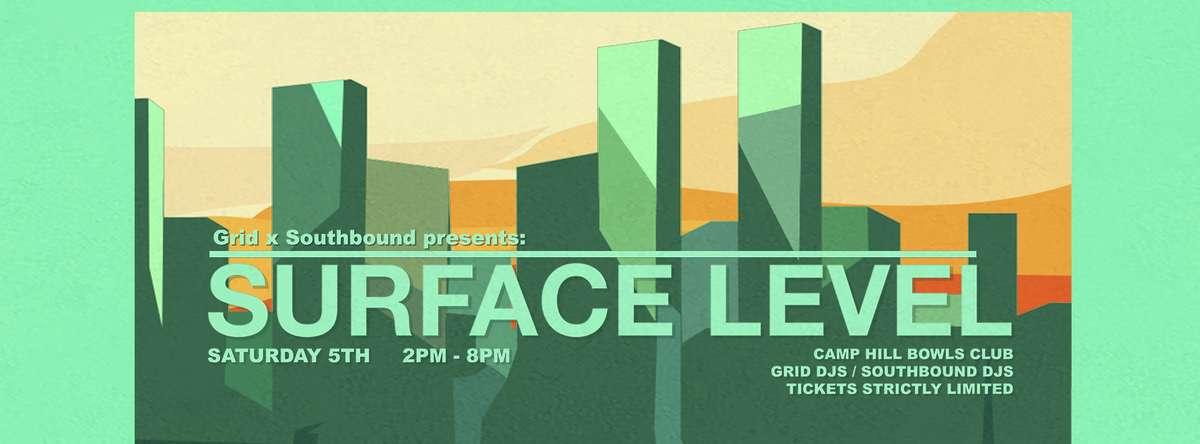 Grid x Southbound presents:
SURFACE LEVEL
SATURDAY 5TH 2PM - 8PM
CAMP HILL BOWLS CLUB
GRID DJS / SOUTHBOUND DJS
TICKETS STRICTLY LIMITED